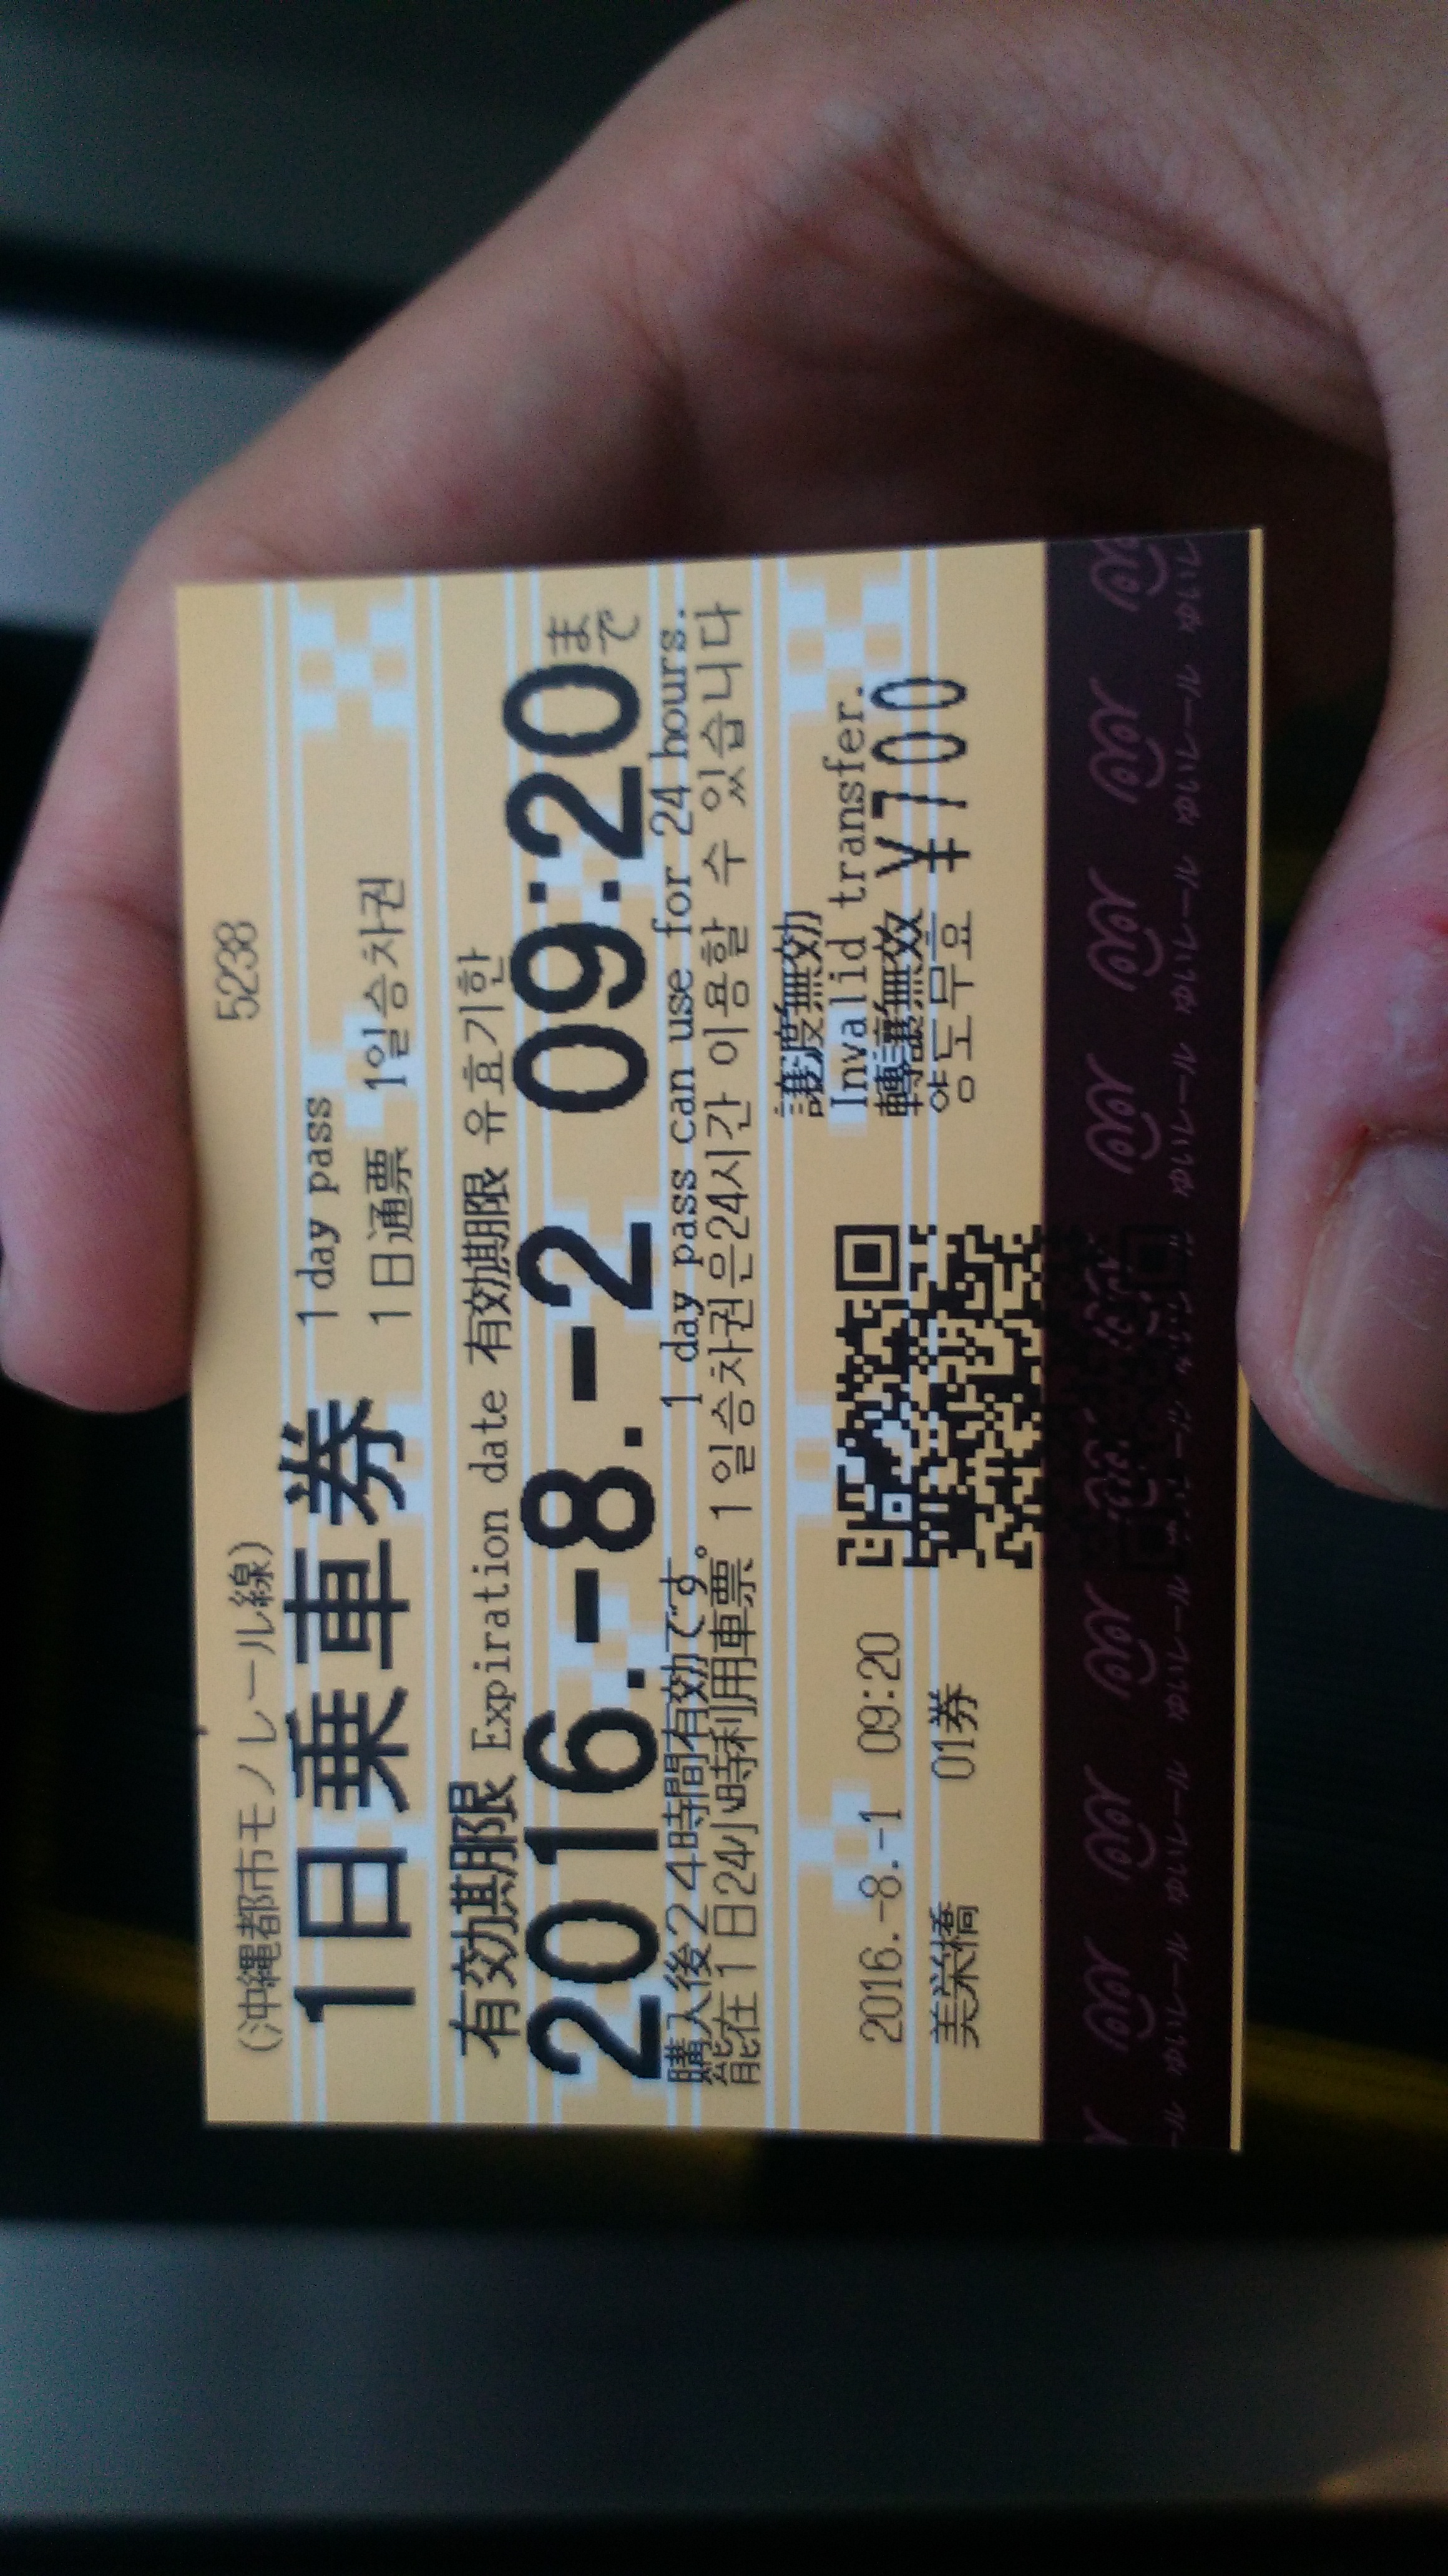 5238
(沖縄都市モノレール線)
1日乗車券 1 day pass
1日通票 1일승차권
有効期限 Expiration date 有効期限 유효기한
2016.-8.-2 09:20まで
購入後24時間有効です。 1 day pass can use for 24 hours.
能在1日24小時利用車票。 1일승차권은24시간 이용할 수 있습니다
譲渡無効
2016.-8.-1 09:20 Invalid transfer.
轉讓無效 ¥700
美栄橋 01券 양도무효